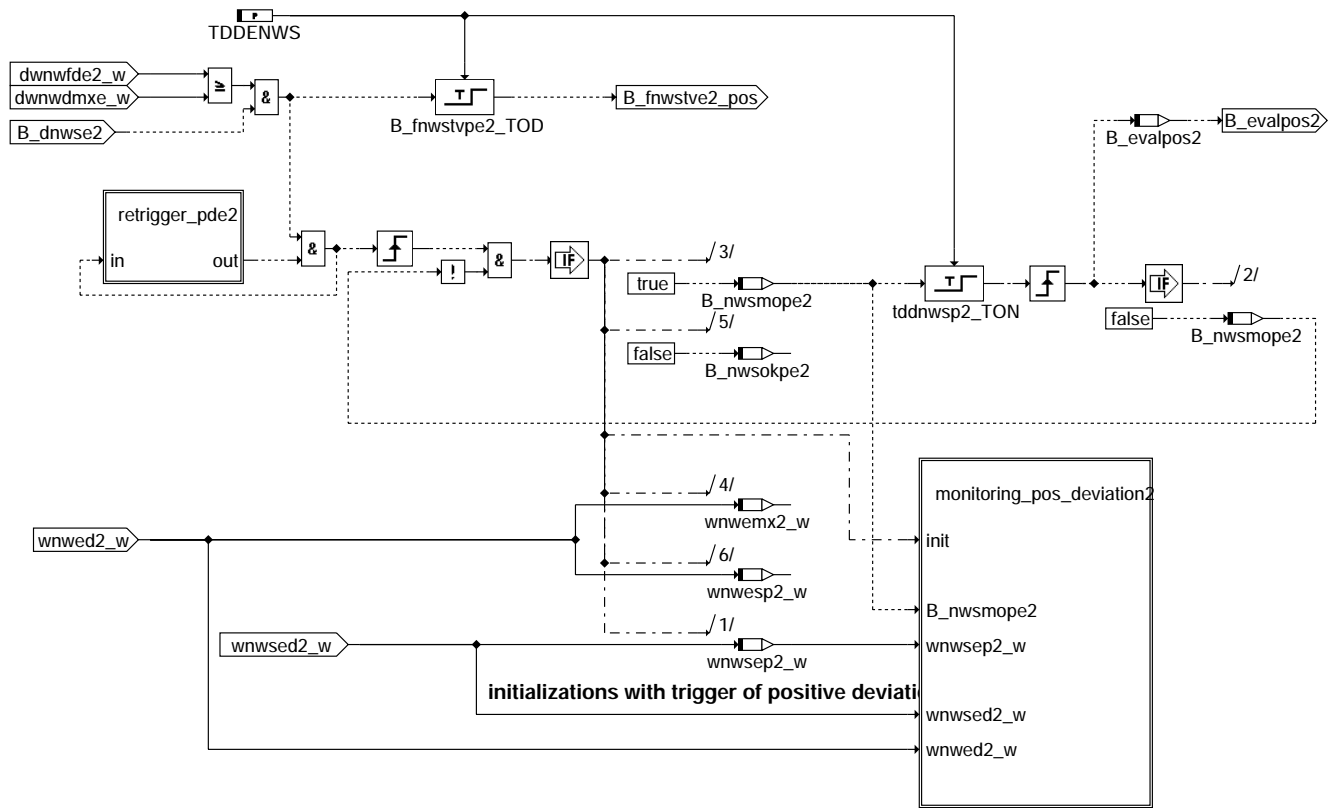 P
TDDENWS
dwnwfde2_w
dwnwdmxe_w
≥
&
T
B_fnwstvpe2_TOD
B_fnwstve2_pos
B_dnwse2
B_evalpos2
B_evalpos2
retrigger_pde2
in
out
&
!
&
IF
/3/
true
B_nwsmope2
T
tddnwsp2_TON
IF
/2/
false
B_nwsmope2
/5/
false
B_nwsokpe2
monitoring_pos_deviation2
/4/
wnwemx2_w
wnwed2_w
init
/6/
wnwesp2_w
B_nwsmope2
/1/
wnwsed2_w
wnwsep2_w
wnwsep2_w
initializations with trigger of positive deviati
wnwsed2_w
wnwed2_w